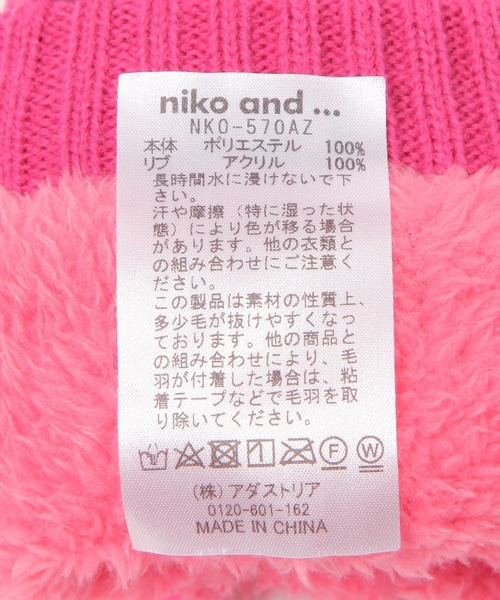 niko and ...
NKO-570AZ
本体 ポリエステル 100%
リブ アクリル 100%
長時間水に浸けないで下
さい。
汗や摩擦（特に湿った状
態）により色が移る場合
があります。他の衣類と
の組み合わせにご注意く
ださい。
この製品は素材の性質上、
多少毛が抜けやすくなっ
ております。他の商品と
の組み合わせにより、毛
羽が付着した場合は、粘
着テープなどで毛羽を取
り除いてください。
F W
(株) アダストリア
0120-601-162
MADE IN CHINA